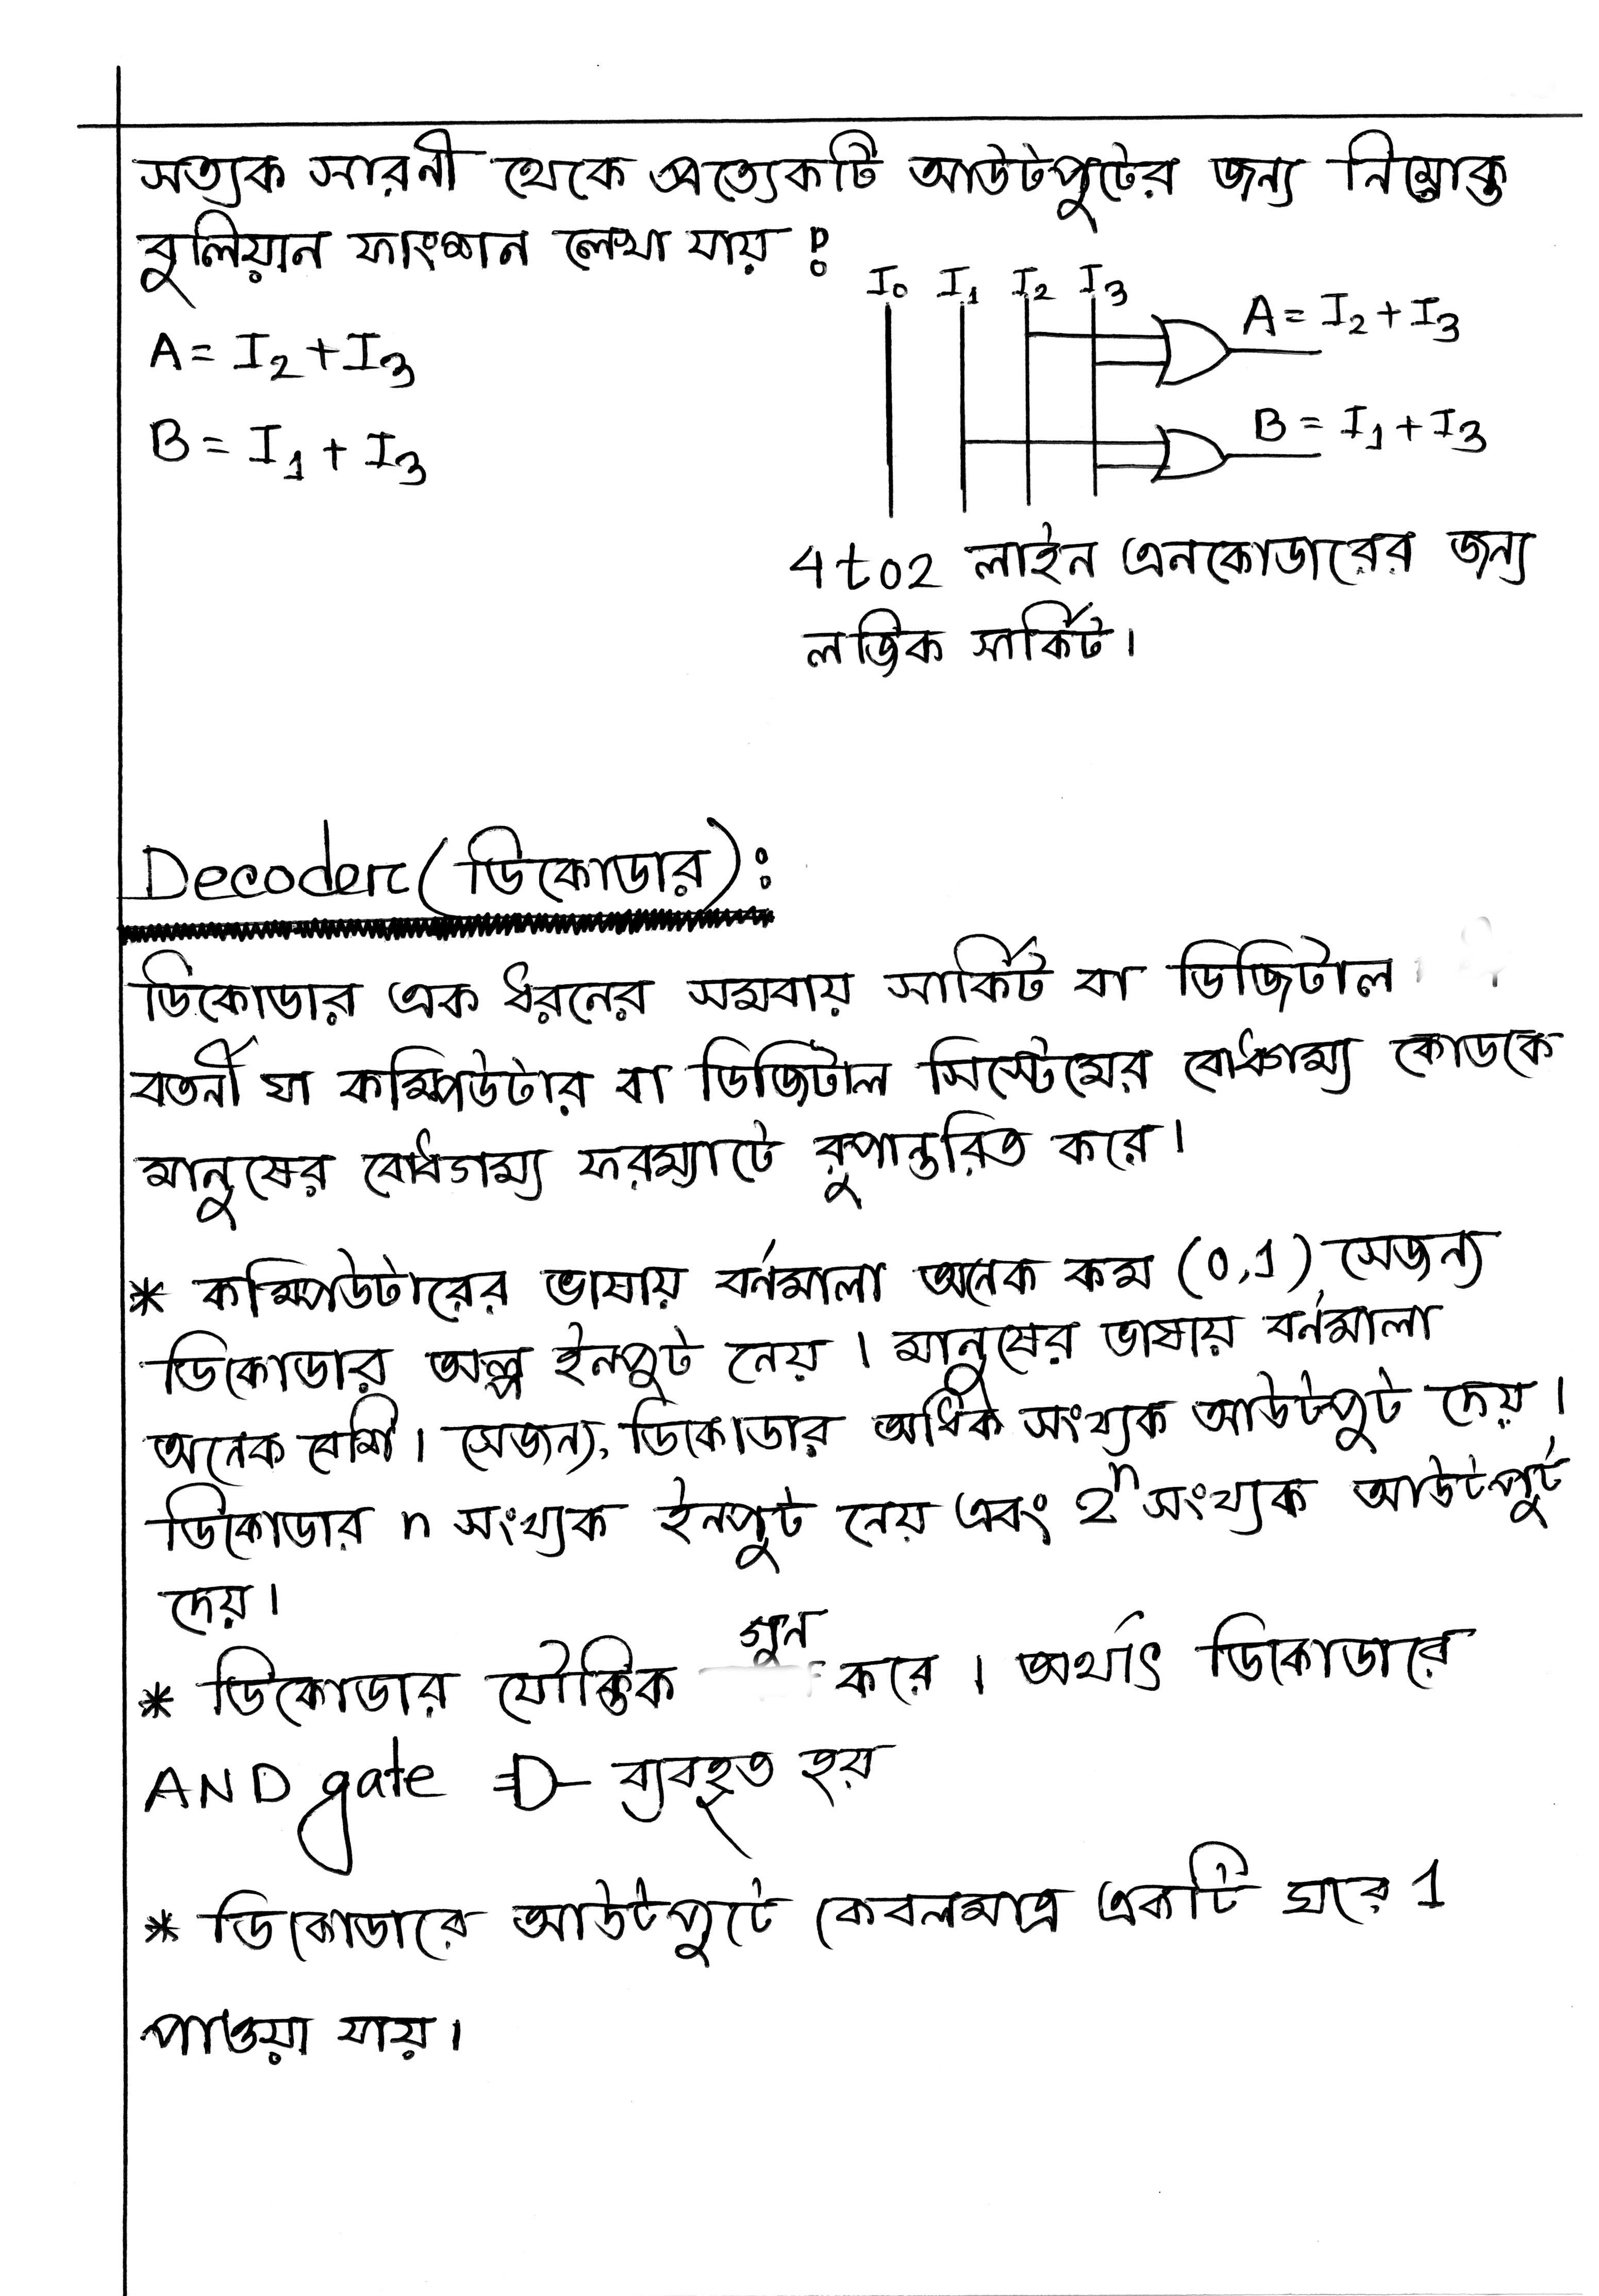 সত্যক সারনী থেকে প্রত্যেকটি আউটপুটের জন্য নিম্নোক্ত
বুলিয়ান ফাংশান লেখা যায় :
A = I₂ + I₃
B = I₁ + I₃
I₀ I₁ I₂ I₃
A = I₂ + I₃
B = I₁ + I₃
4 to 2 লাইন এনকোডারের জন্য
লজিক সার্কিট।
Decoder (ডিকোডার):
ডিকোডার এক ধরনের সমবায় সার্কিট বা ডিজিটাল
বর্তনী যা কম্পিউটার বা ডিজিটাল সিস্টেমের বোধগম্য কোডকে
মানুষের বোধগম্য ফরম্যাটে রুপান্তরিত করে।
* কম্পিউটারের ভাষায় বর্নমালা অনেক কম (0,1) সেজন্য
ডিকোডার অল্প ইনপুট নেয়। মানুষের ভাষায় বর্নমালা
অনেক বেশী। সেজন্য, ডিকোডার অধিক সংখ্যক আউটপুট দেয়।
ডিকোডার n সংখ্যক ইনপুট নেয় এবং 2ⁿ সংখ্যক আউটপুট
দেয়।
* ডিকোডার যৌক্তিক গুন করে। অর্থাৎ ডিকোডারে
AND gate ব্যবহৃত হয়
* ডিকোডারে আউটপুটে কেবলমাত্র একটি ঘরে 1
পাওয়া যায়।